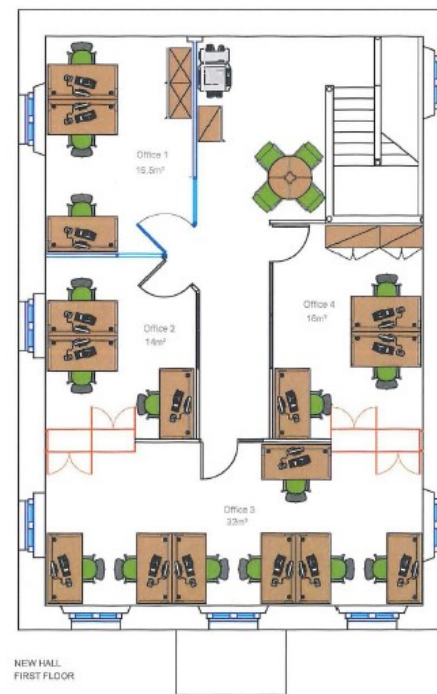 Office 1
15.5m²
Office 4
16m²
Office 2
14m²
Office 3
32m²
NEW HALL
FIRST FLOOR